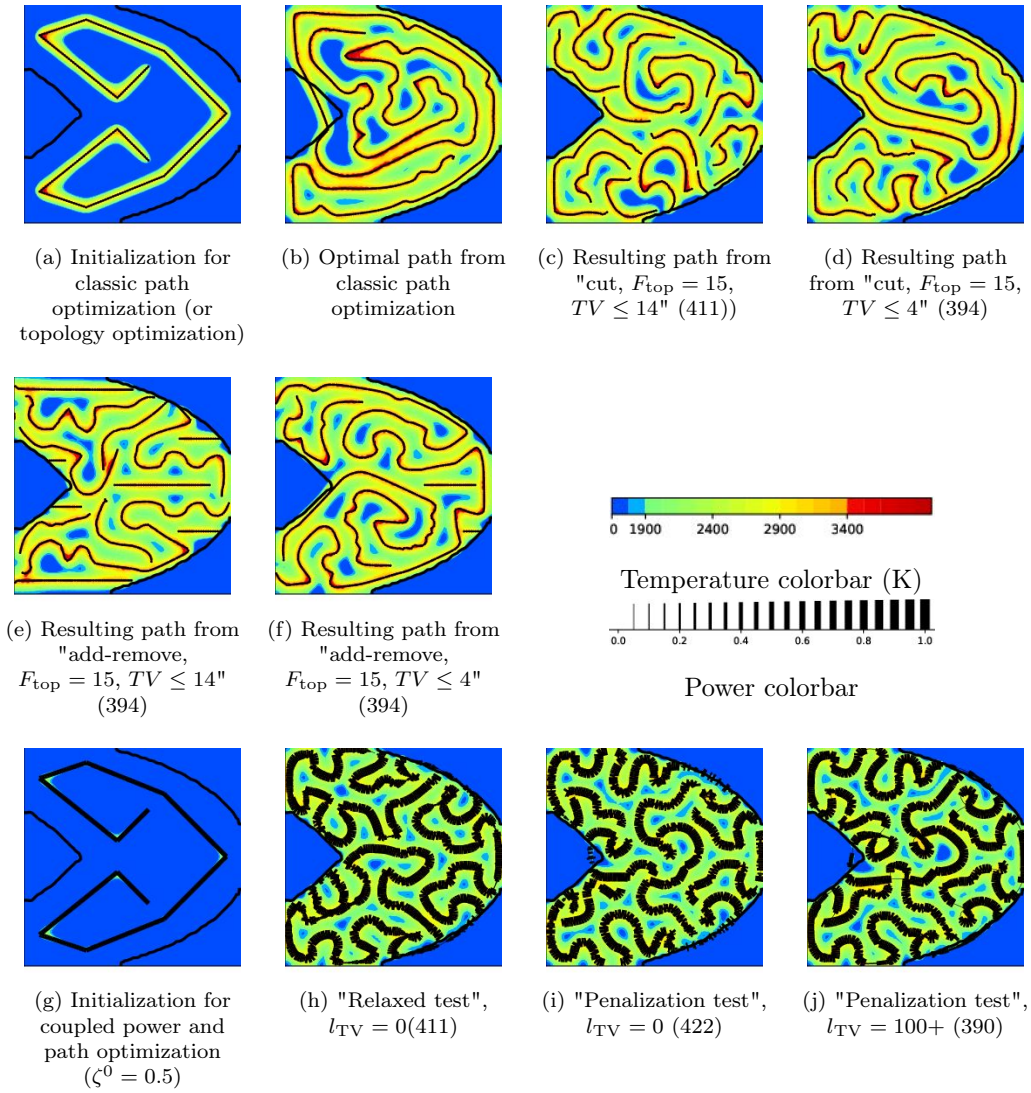 (a) Initialization for
classic path
optimization (or
topology optimization)
(b) Optimal path from
classic path
optimization
(c) Resulting path from
"cut, F_top = 15,
TV ≤ 14" (411))
(d) Resulting path
from "cut, F_top = 15,
TV ≤ 4" (394)
(e) Resulting path from
"add-remove,
F_top = 15, TV ≤ 14"
(394)
(f) Resulting path from
"add-remove,
F_top = 15, TV ≤ 4"
(394)
0 1900 2400 2900 3400
Temperature colorbar (K)
0.0 0.2 0.4 0.6 0.8 1.0
Power colorbar
(g) Initialization for
coupled power and
path optimization
(ζ^0 = 0.5)
(h) "Relaxed test",
l_TV = 0(411)
(i) "Penalization test",
l_TV = 0 (422)
(j) "Penalization test",
l_TV = 100+ (390)